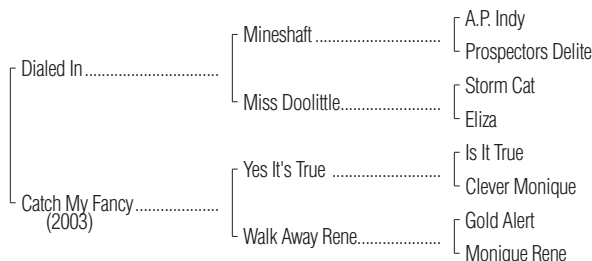 A.P. Indy
Mineshaft ..............................
Prospectors Delite
Dialed In ................................
Storm Cat
Miss Doolittle........................
Eliza
Is It True
Yes It's True ..........................
Clever Monique
Catch My Fancy ....................
(2003)
Gold Alert
Walk Away Rene....................
Monique Rene